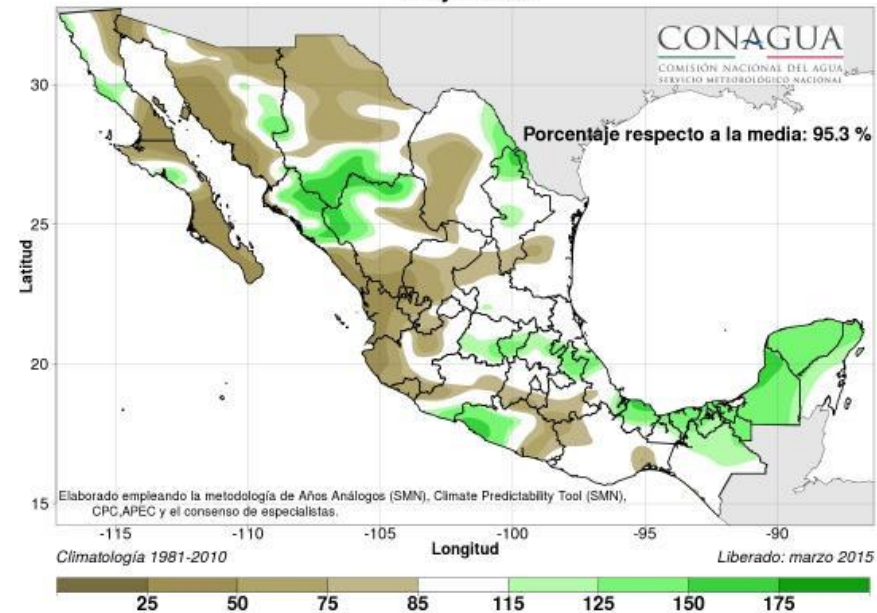 CONAGUA
COMISIÓN NACIONAL DEL AGUA
SERVICIO METEOROLÓGICO NACIONAL
30
Porcentaje respecto a la media: 95.3 %
25
Latitud
20
15
Elaborado empleando la metodología de Años Análogos (SMN), Climate Predictability Tool (SMN),
CPC,APEC y el consenso de especialistas.
-115
-110
-105
-100
-95
-90
Longitud
Climatología 1981-2010
Liberado: marzo 2015
25
50
75
85
115
125
150
175